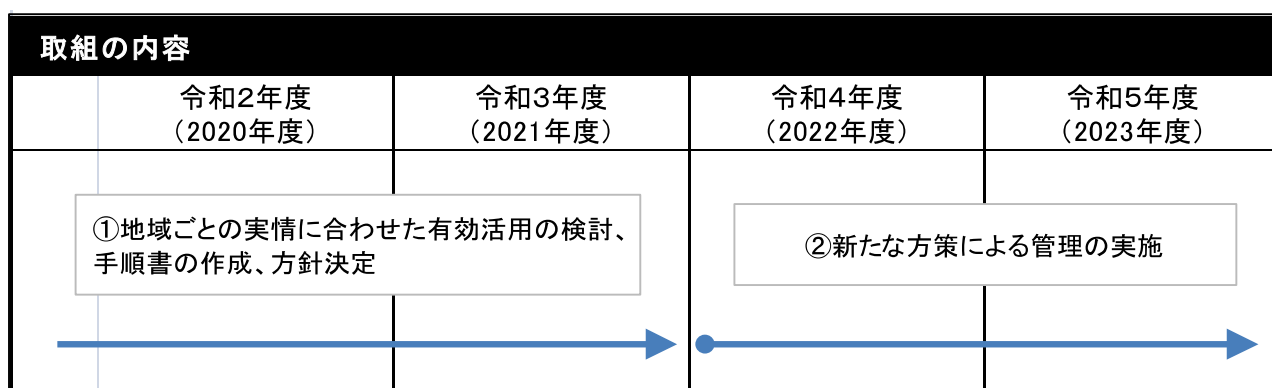 取組の内容
令和2年度
（2020年度）
令和3年度
（2021年度）
令和4年度
（2022年度）
令和5年度
（2023年度）
①地域ごとの実情に合わせた有効活用の検討、
手順書の作成、方針決定
②新たな方策による管理の実施